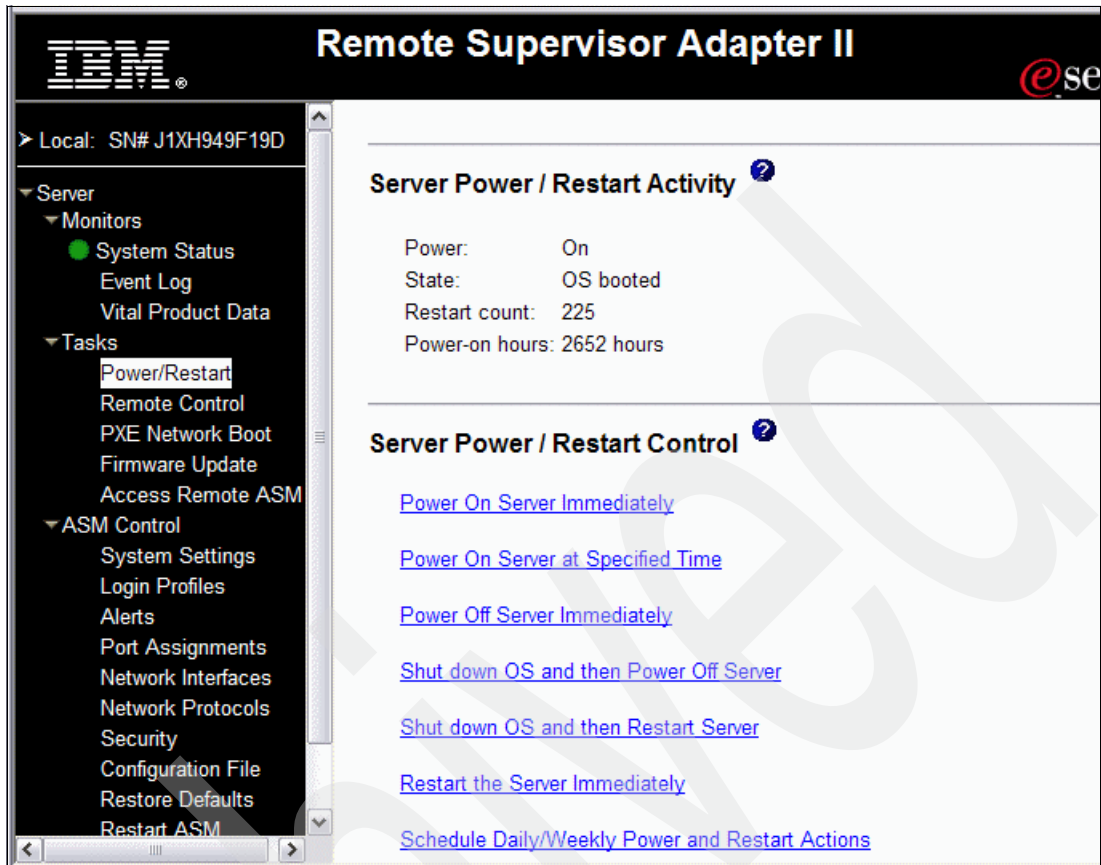 IBM®
Remote Supervisor Adapter II
Local: SN# J1XH949F19D
Server
Monitors
System Status
Event Log
Vital Product Data
Tasks
Power/Restart
Remote Control
PXE Network Boot
Firmware Update
Access Remote ASM
ASM Control
System Settings
Login Profiles
Alerts
Port Assignments
Network Interfaces
Network Protocols
Security
Configuration File
Restore Defaults
Restart ASM
Server Power / Restart Activity
Power: On
State: OS booted
Restart count: 225
Power-on hours: 2652 hours
Server Power / Restart Control
Power On Server Immediately
Power On Server at Specified Time
Power Off Server Immediately
Shut down OS and then Power Off Server
Shut down OS and then Restart Server
Restart the Server Immediately
Schedule Daily/Weekly Power and Restart Actions